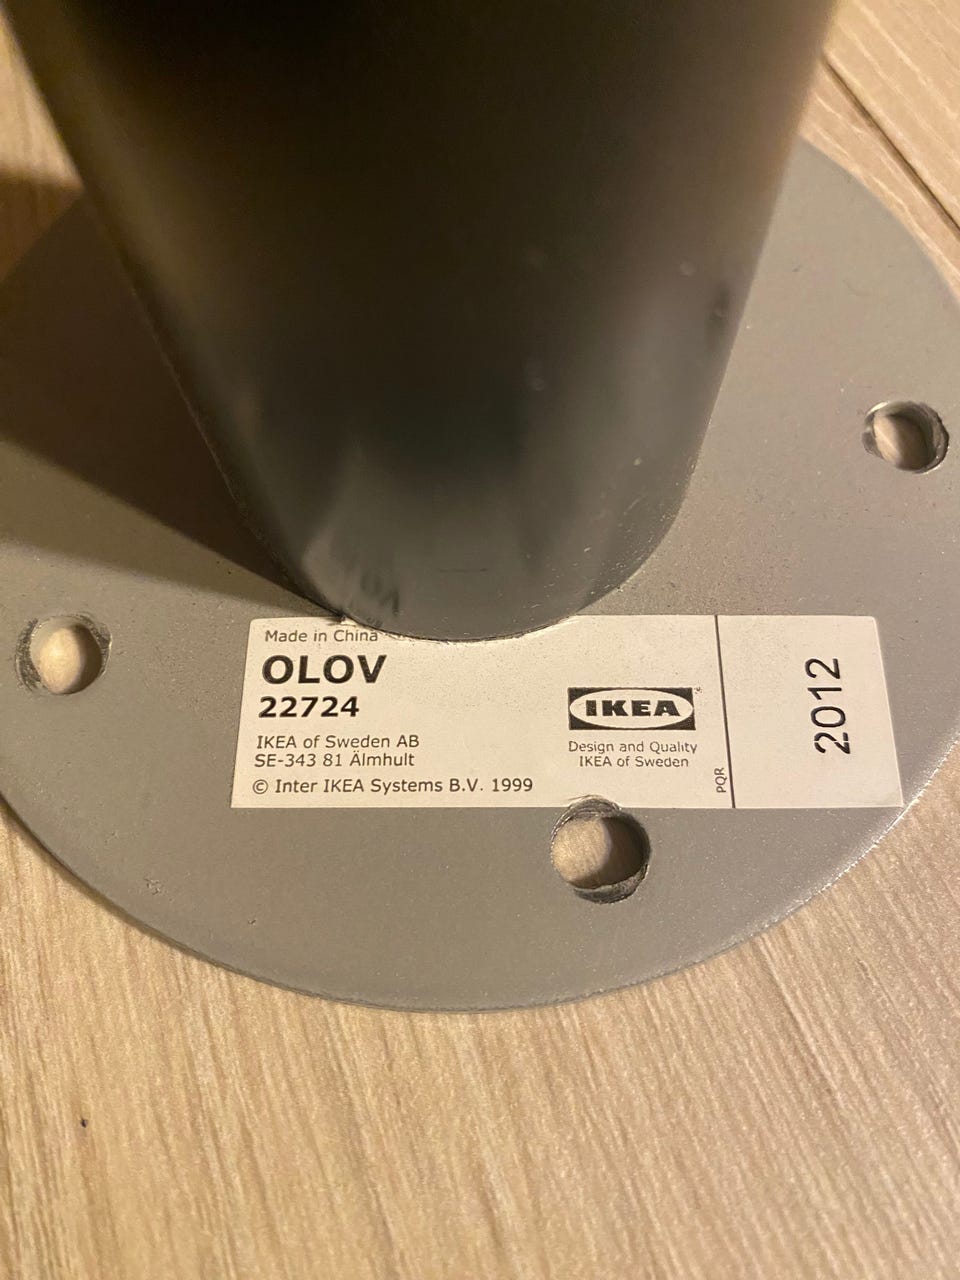 Made in China
OLOV
22724
IKEA of Sweden AB
SE-343 81 Älmhult
© Inter IKEA Systems B.V. 1999
IKEA
Design and Quality
IKEA of Sweden
PQR
2012